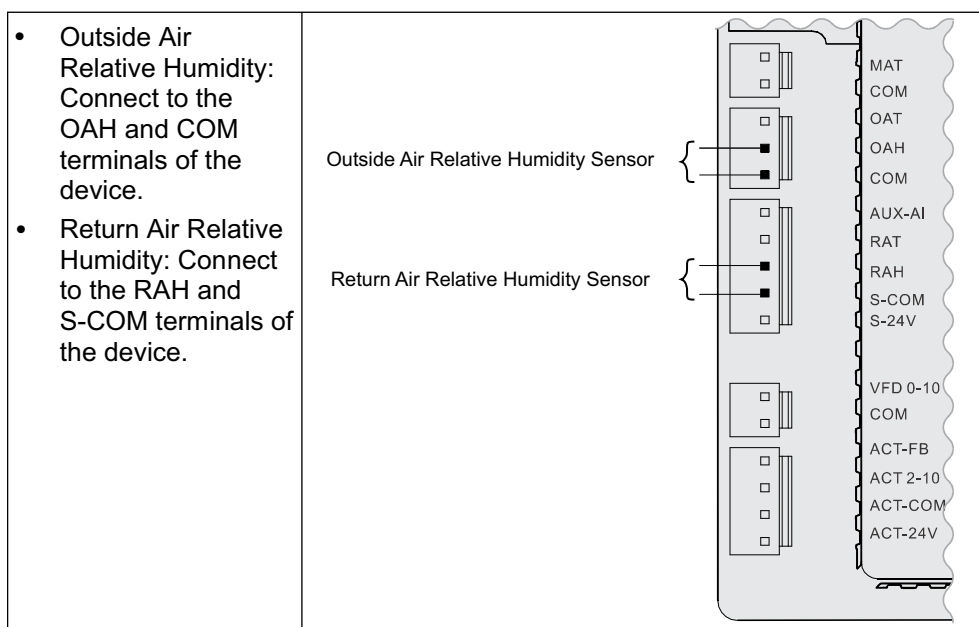 • Outside Air
Relative Humidity:
Connect to the
OAH and COM
terminals of the
device.
• Return Air Relative
Humidity: Connect
to the RAH and
S-COM terminals of
the device.
Outside Air Relative Humidity Sensor
Return Air Relative Humidity Sensor
MAT
COM
OAT
OAH
COM
AUX-AI
RAT
RAH
S-COM
S-24V
VFD 0-10
COM
ACT-FB
ACT 2-10
ACT-COM
ACT-24V